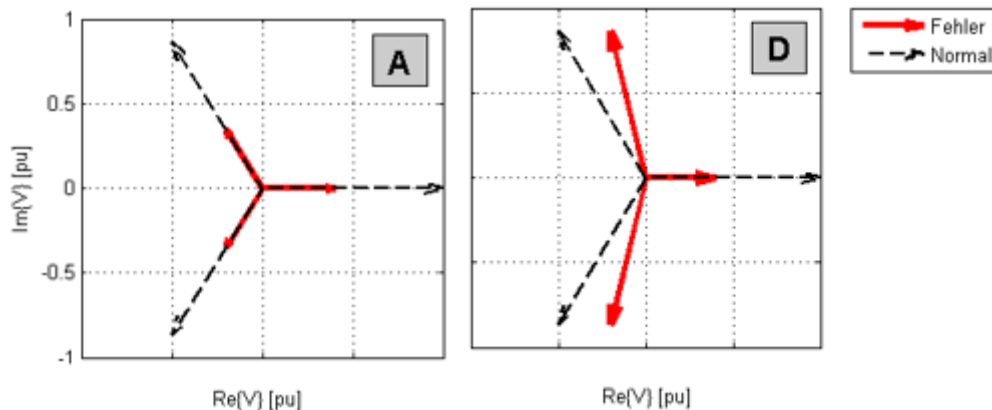 1
0.5
0
-0.5
-1
Im{V} [pu]
A
Re{V} [pu]
D
Re{V} [pu]
Fehler
Normal